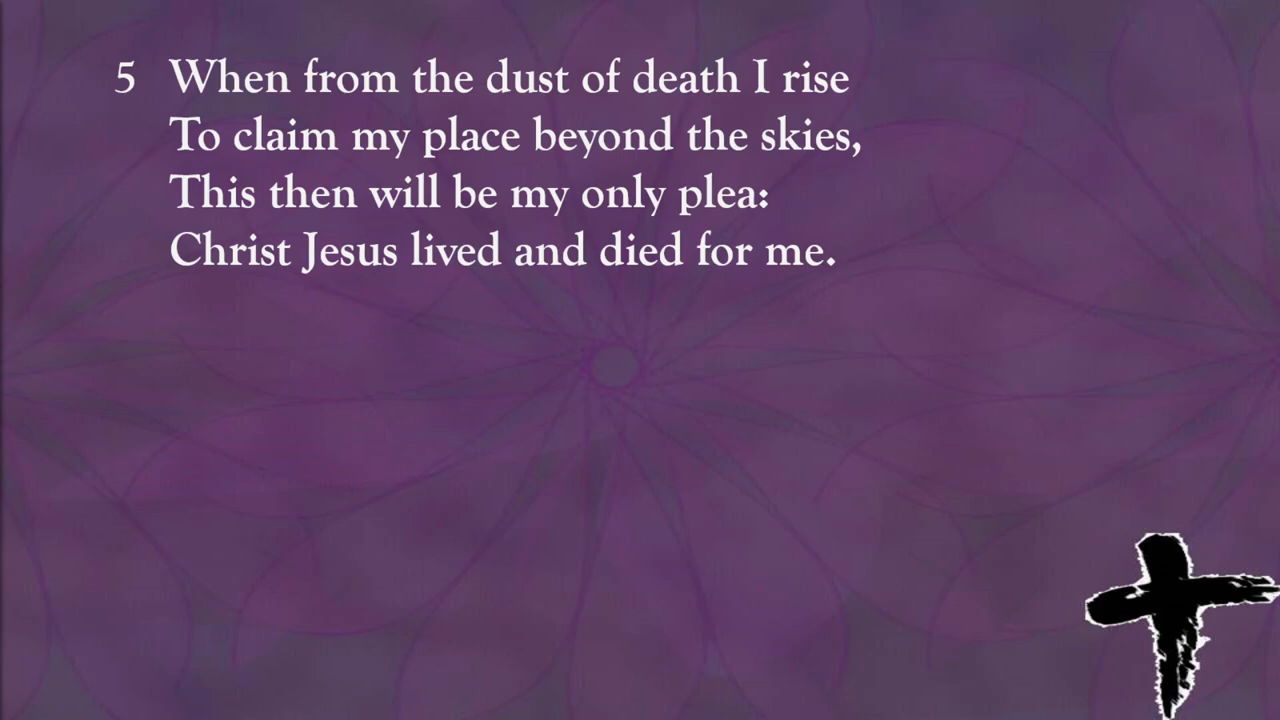 5 When from the dust of death I rise
To claim my place beyond the skies,
This then will be my only plea:
Christ Jesus lived and died for me.